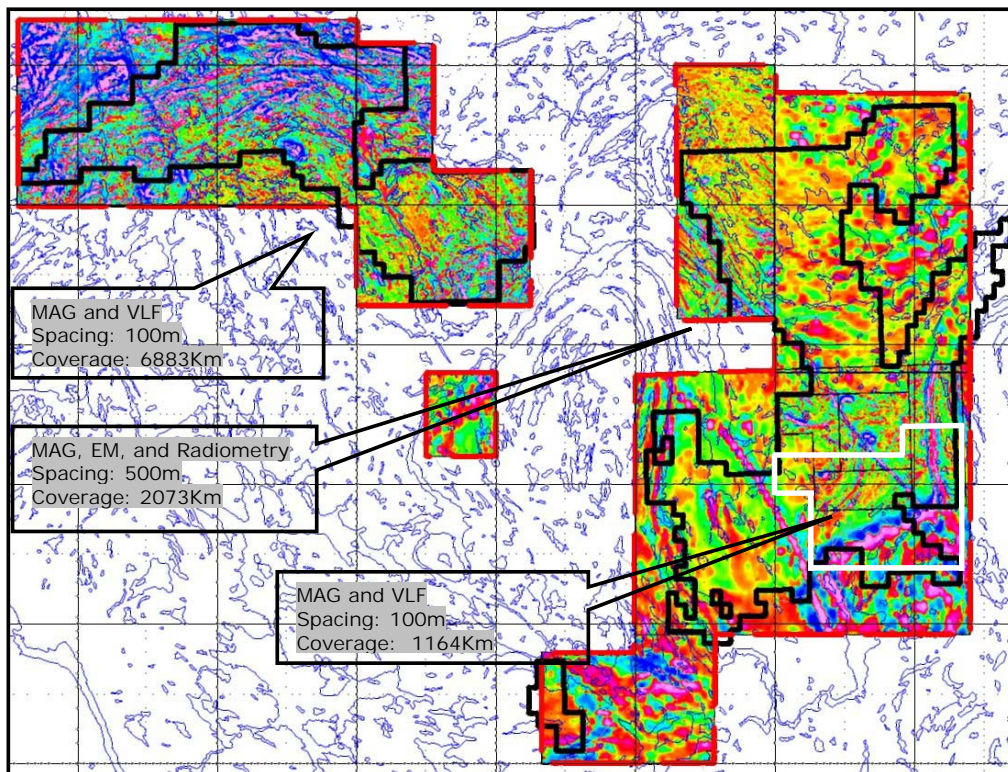 MAG and VLF
Spacing: 100m
Coverage: 6883Km
MAG, EM, and Radiometry
Spacing: 500m
Coverage: 2073Km
MAG and VLF
Spacing: 100m
Coverage: 1164Km